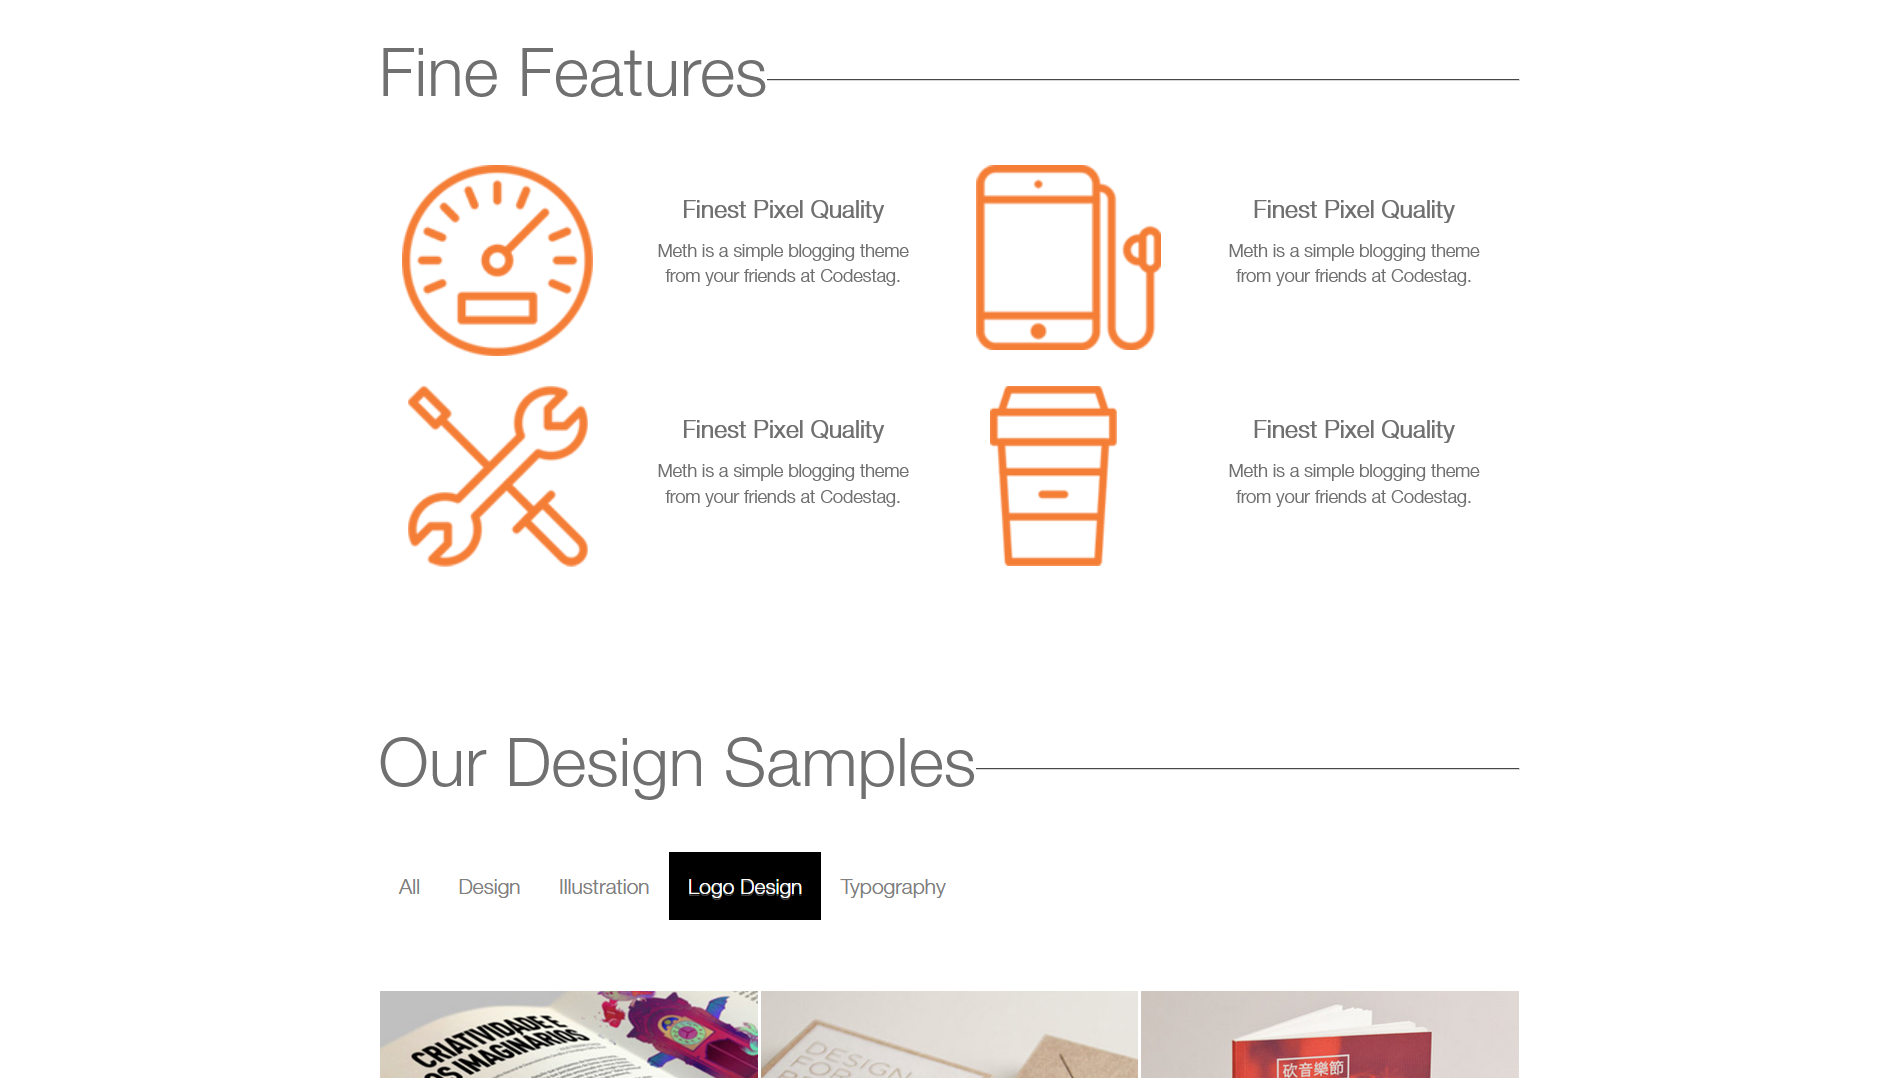 Fine Features
Finest Pixel Quality
Meth is a simple blogging theme
from your friends at Codestag.
Finest Pixel Quality
Meth is a simple blogging theme
from your friends at Codestag.
Finest Pixel Quality
Meth is a simple blogging theme
from your friends at Codestag.
Finest Pixel Quality
Meth is a simple blogging theme
from your friends at Codestag.
Our Design Samples
All Design Illustration Logo Design Typography
CRIATIVIDADE E
OS IMAGINÁRIOS
DESIGN
FOR
砍音樂節